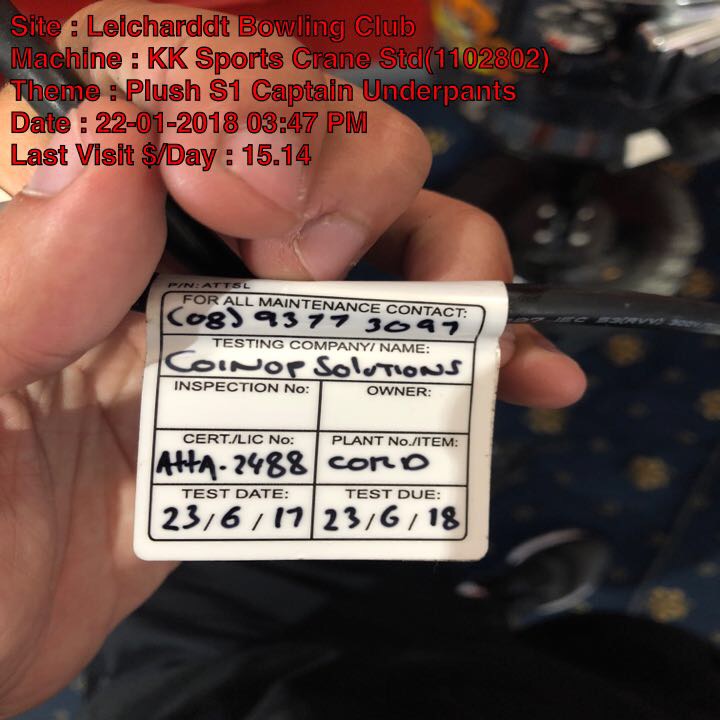 Site : Leicharddt Bowling Club
Machine : KK Sports Crane Std(1102802)
Theme : Plush S1 Captain Underpants
Date : 22-01-2018 03:47 PM
Last Visit $/Day : 15.14
P/N: ATTSL
FOR ALL MAINTENANCE CONTACT:
(08) 9377 3097
TESTING COMPANY/ NAME:
COINOP SOLUTIONS
INSPECTION No: OWNER:
CERT./LIC No: PLANT No./ITEM:
AHA-2488 CORD
TEST DATE: TEST DUE:
23/6/17 23/6/18